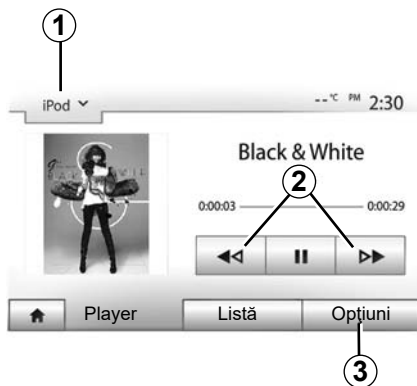 1
iPod
--°C PM 2:30
Black & White
2
0:00:03 0:00:29
Player Listă Opțiuni
3